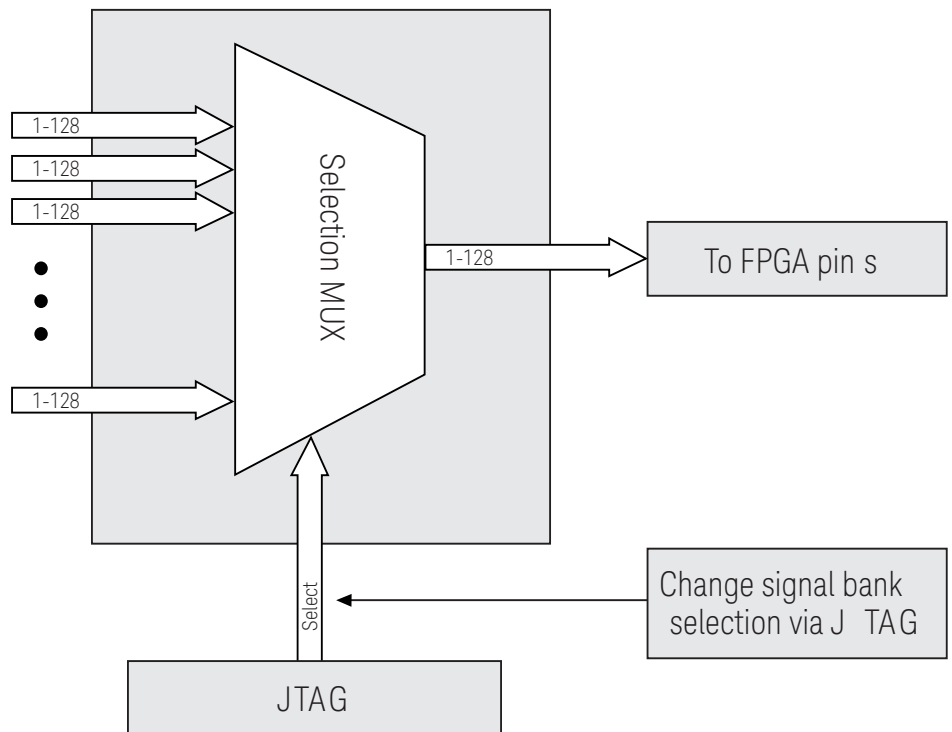 1-128
1-128
1-128
Selection MUX
1-128
To FPGA pin s
1-128
Select
Change signal bank
selection via J TAG
JTAG